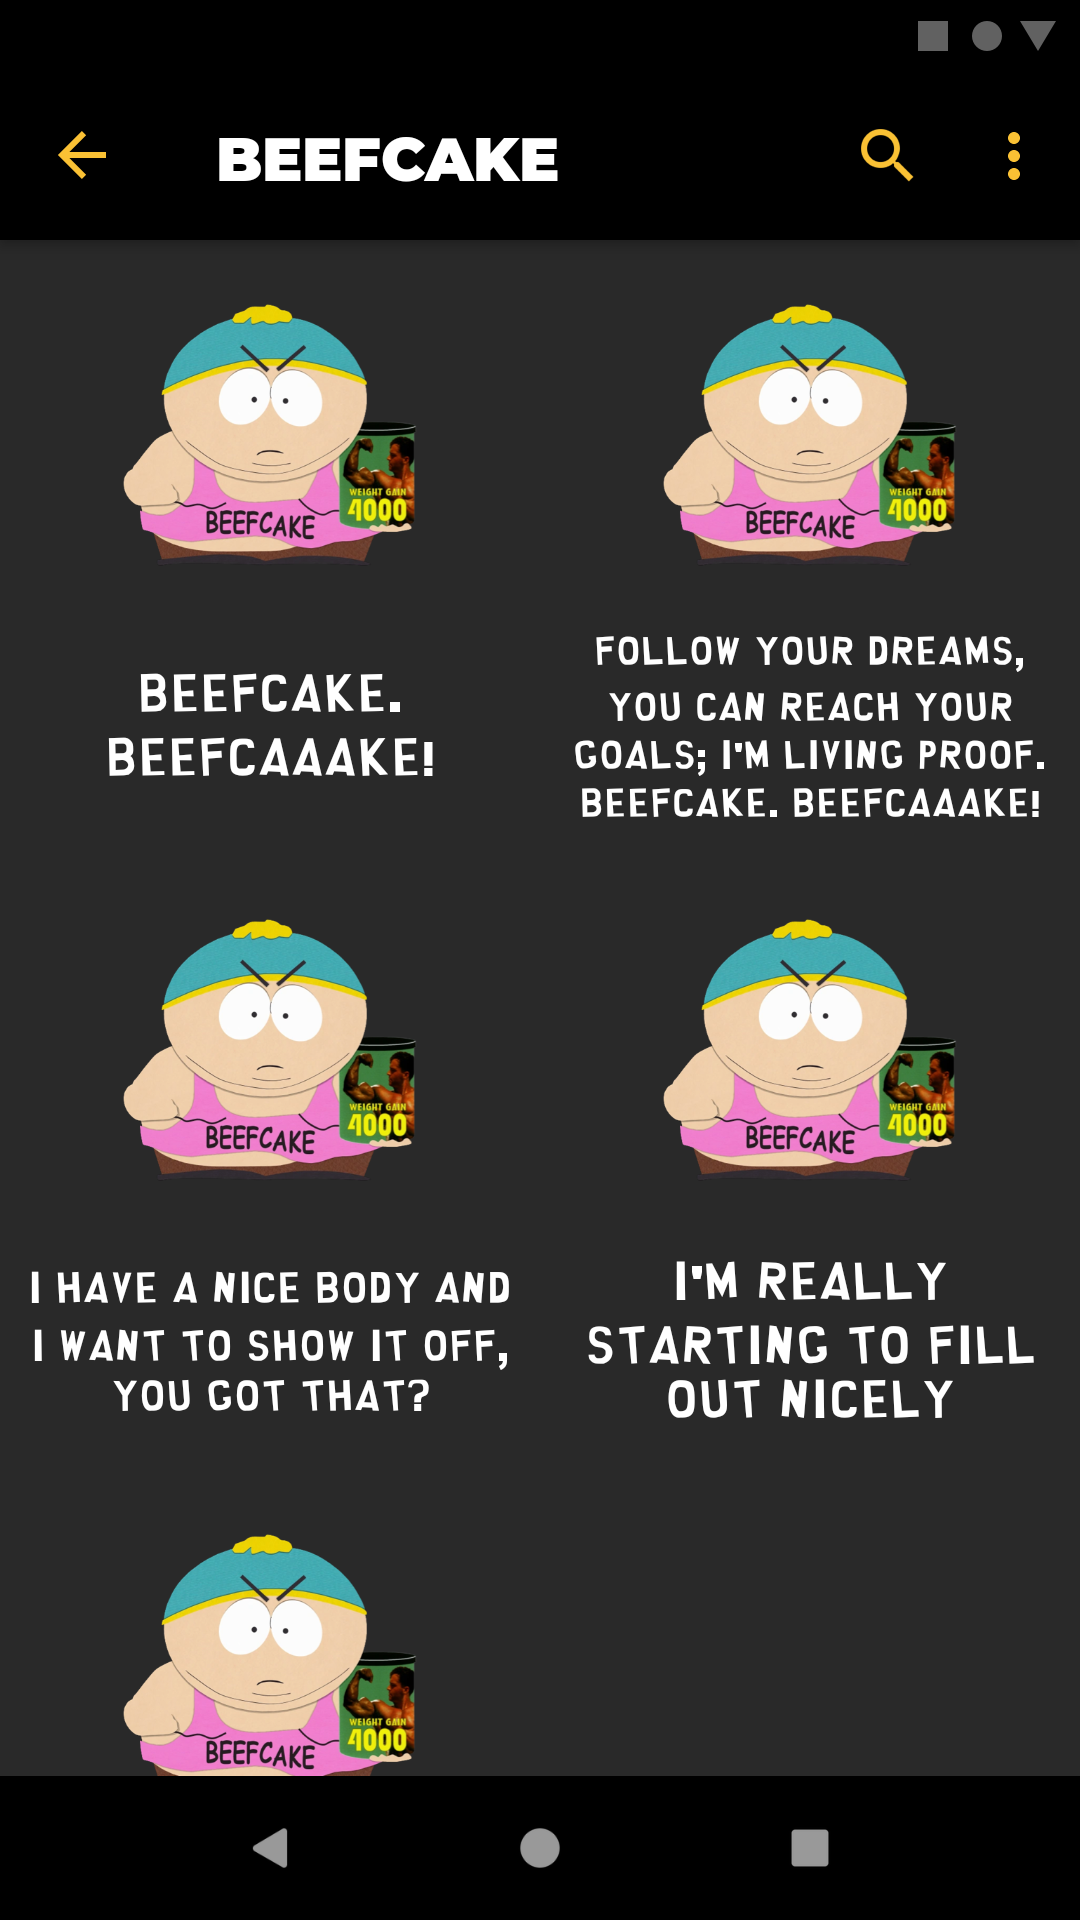 BEEFCAKE
WEIGHT GAIN
4000
BEEFCAKE
WEIGHT GAIN
4000
BEEFCAKE
BEEFCAKE.
BEEFCAAAKE!
FOLLOW YOUR DREAMS,
YOU CAN REACH YOUR
GOALS; I'M LIVING PROOF.
BEEFCAKE. BEEFCAAAKE!
WEIGHT GAIN
4000
BEEFCAKE
WEIGHT GAIN
4000
BEEFCAKE
I HAVE A NICE BODY AND
I WANT TO SHOW IT OFF,
YOU GOT THAT?
I'M REALLY
STARTING TO FILL
OUT NICELY
WEIGHT GAIN
4000
BEEFCAKE